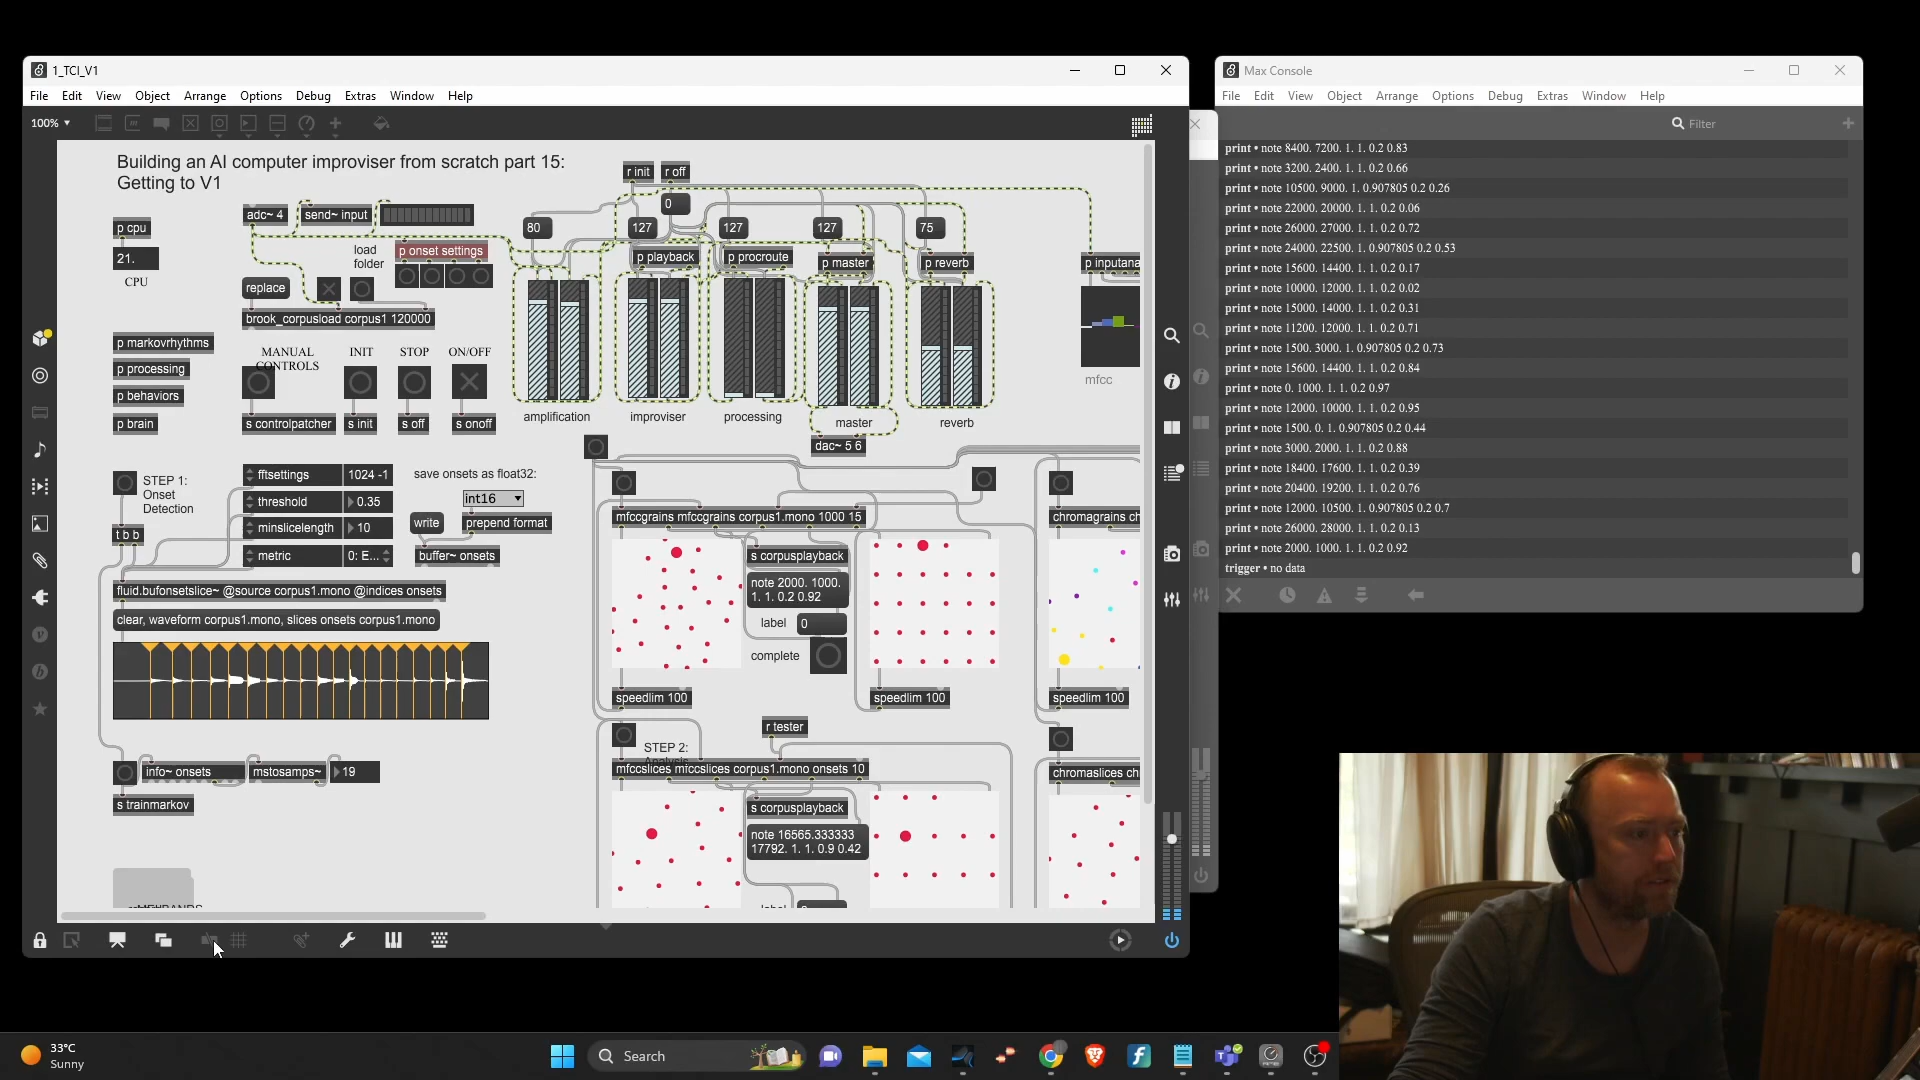 1_TCI_V1
File Edit View Object Arrange Options Debug Extras Window Help
100%
Building an AI computer improviser from scratch part 15:
Getting to V1
p cpu
21.
CPU
adc~ 4
send~ input
load
folder
p onset settings
replace
brook_corpusload corpus1 120000
p markovrhythms
p processing
p behaviors
p brain
MANUAL
CONTROLS
INIT
STOP
ON/OFF
s controlpatcher
s init
s off
s onoff
r init
r off
0
80
127
127
127
75
p playback
p procroute
p master
p reverb
p inputana
amplification
improviser
processing
master
reverb
mfcc
dac~ 5 6
STEP 1:
Onset
Detection
t b b
fftsettings 1024 -1
threshold 0.35
minslicelength 10
metric 0: E...
save onsets as float32:
int16
write
prepend format
buffer~ onsets
fluid.bufonsetslice~ @source corpus1.mono @indices onsets
clear, waveform corpus1.mono, slices onsets corpus1.mono
info~ onsets
mstosamps~
19
s trainmarkov
mfccgrains mfccgrains corpus1.mono 1000 15
s corpusplayback
note 2000. 1000.
1. 1. 0.2 0.92
label 0
complete
speedlim 100
speedlim 100
chromagrains ch
speedlim 100
r tester
STEP 2:
mfccslices mfccslices corpus1.mono onsets 10
s corpusplayback
note 16565.333333
17792. 1. 1. 0.9 0.42
chromaslices ch
Max Console
File Edit View Object Arrange Options Debug Extras Window Help
Filter
print • note 8400. 7200. 1. 1. 0.2 0.83
print • note 3200. 2400. 1. 1. 0.2 0.66
print • note 10500. 9000. 1. 0.907805 0.2 0.26
print • note 22000. 20000. 1. 1. 0.2 0.06
print • note 26000. 27000. 1. 1. 0.2 0.72
print • note 24000. 22500. 1. 0.907805 0.2 0.53
print • note 15600. 14400. 1. 1. 0.2 0.17
print • note 10000. 12000. 1. 1. 0.2 0.02
print • note 15000. 14000. 1. 1. 0.2 0.31
print • note 11200. 12000. 1. 1. 0.2 0.71
print • note 1500. 3000. 1. 0.907805 0.2 0.73
print • note 15600. 14400. 1. 1. 0.2 0.84
print • note 0. 1000. 1. 1. 0.2 0.97
print • note 12000. 10000. 1. 1. 0.2 0.95
print • note 1500. 0. 1. 0.907805 0.2 0.44
print • note 3000. 2000. 1. 1. 0.2 0.88
print • note 18400. 17600. 1. 1. 0.2 0.39
print • note 20400. 19200. 1. 1. 0.2 0.76
print • note 12000. 10500. 1. 0.907805 0.2 0.7
print • note 26000. 28000. 1. 1. 0.2 0.13
print • note 2000. 1000. 1. 1. 0.2 0.92
trigger • no data
33°C
Sunny
Search